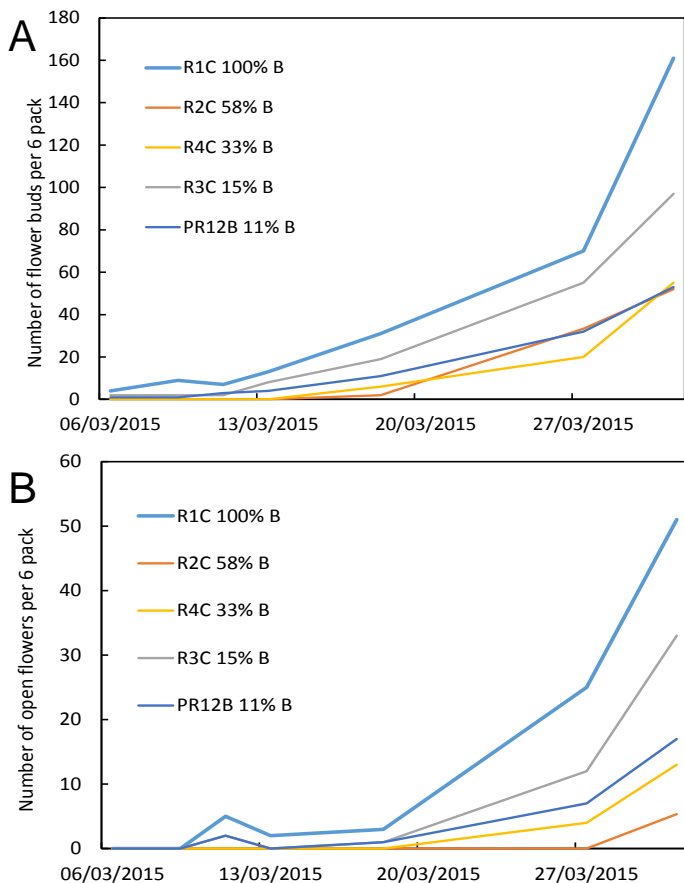 A
Number of flower buds per 6 pack
180
160
140
120
100
80
60
40
20
0
R1C 100% B
R2C 58% B
R4C 33% B
R3C 15% B
PR12B 11% B
06/03/2015 13/03/2015 20/03/2015 27/03/2015
B
Number of open flowers per 6 pack
60
50
40
30
20
10
0
R1C 100% B
R2C 58% B
R4C 33% B
R3C 15% B
PR12B 11% B
06/03/2015 13/03/2015 20/03/2015 27/03/2015